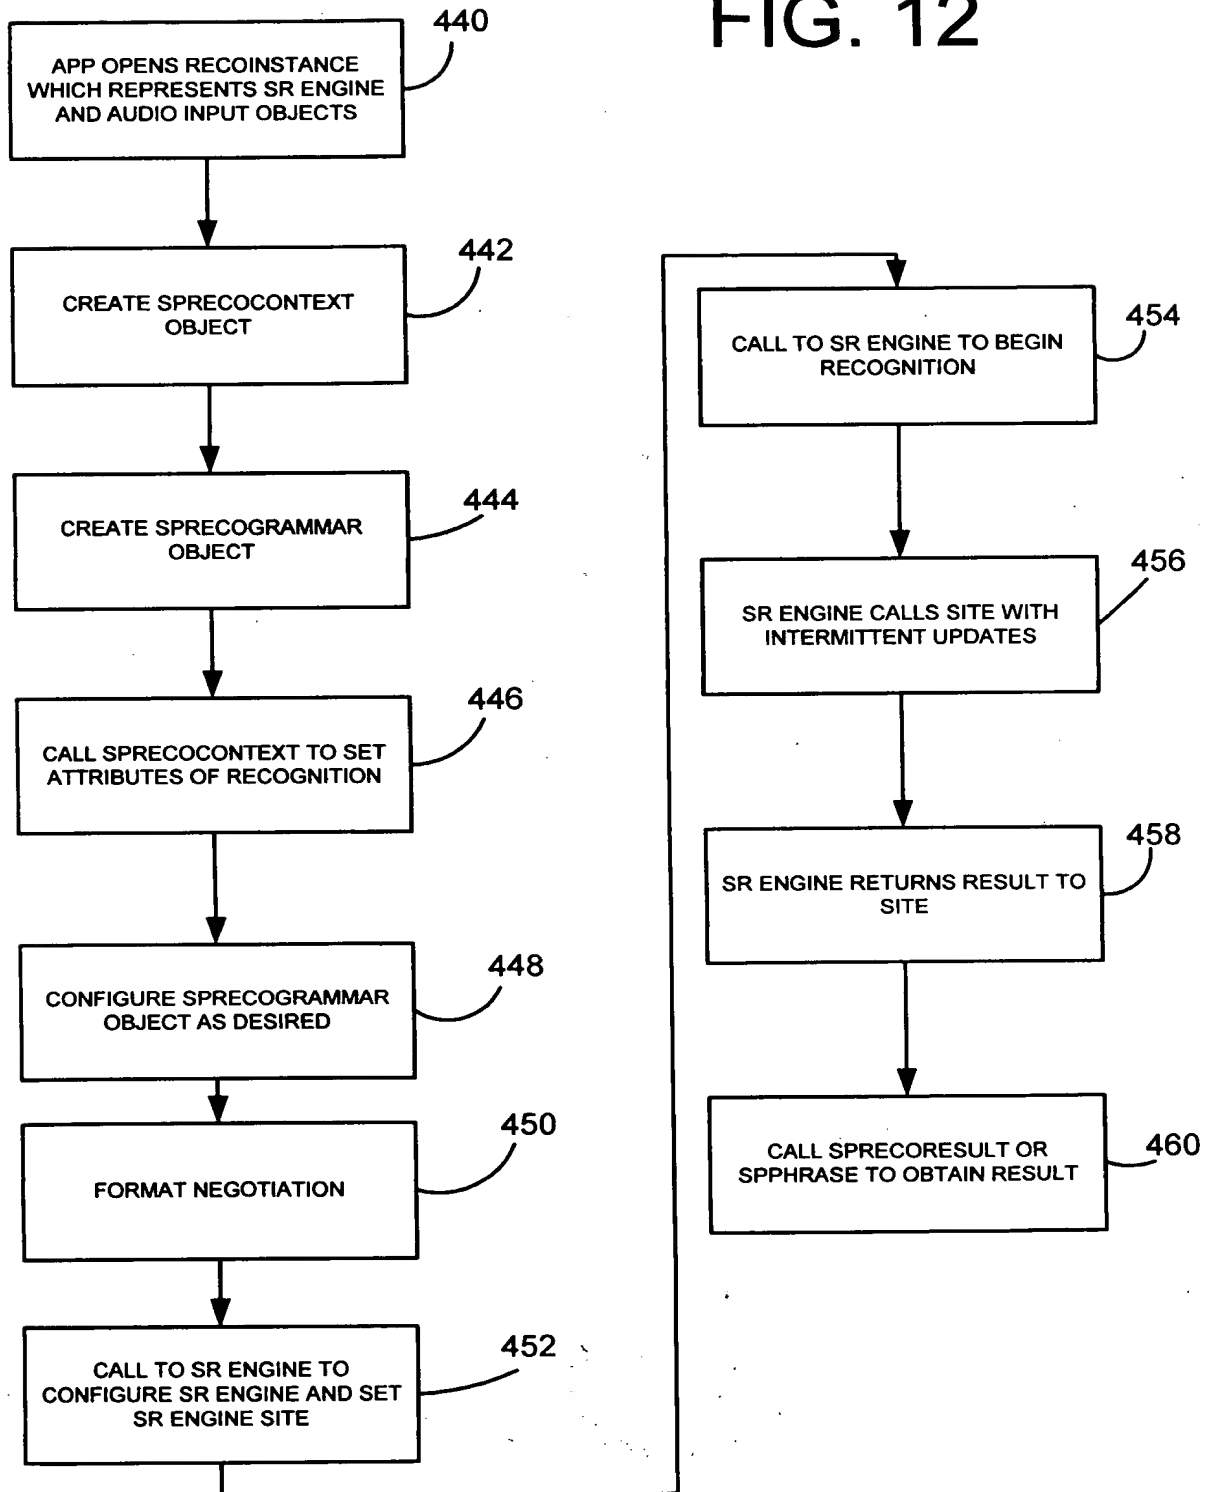 FIG. 12
440
APP OPENS RECOINSTANCE
WHICH REPRESENTS SR ENGINE
AND AUDIO INPUT OBJECTS
442
CREATE SPRECOCONTEXT
OBJECT
444
CREATE SPRECOGRAMMAR
OBJECT
446
CALL SPRECOCONTEXT TO SET
ATTRIBUTES OF RECOGNITION
448
CONFIGURE SPRECOGRAMMAR
OBJECT AS DESIRED
450
FORMAT NEGOTIATION
452
CALL TO SR ENGINE TO
CONFIGURE SR ENGINE AND SET
SR ENGINE SITE
454
CALL TO SR ENGINE TO BEGIN
RECOGNITION
456
SR ENGINE CALLS SITE WITH
INTERMITTENT UPDATES
458
SR ENGINE RETURNS RESULT TO
SITE
460
CALL SPRECORESULT OR
SPPHRASE TO OBTAIN RESULT